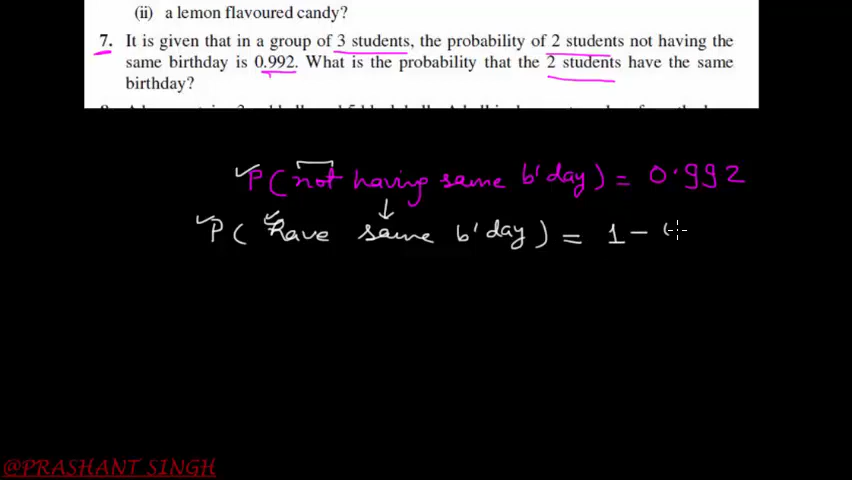 (ii) a lemon flavoured candy?
7. It is given that in a group of 3 students, the probability of 2 students not having the
same birthday is 0.992. What is the probability that the 2 students have the same
birthday?
P( not having same b'day) = 0.992
P( have same b'day) = 1 -
@PRASHANT SINGH